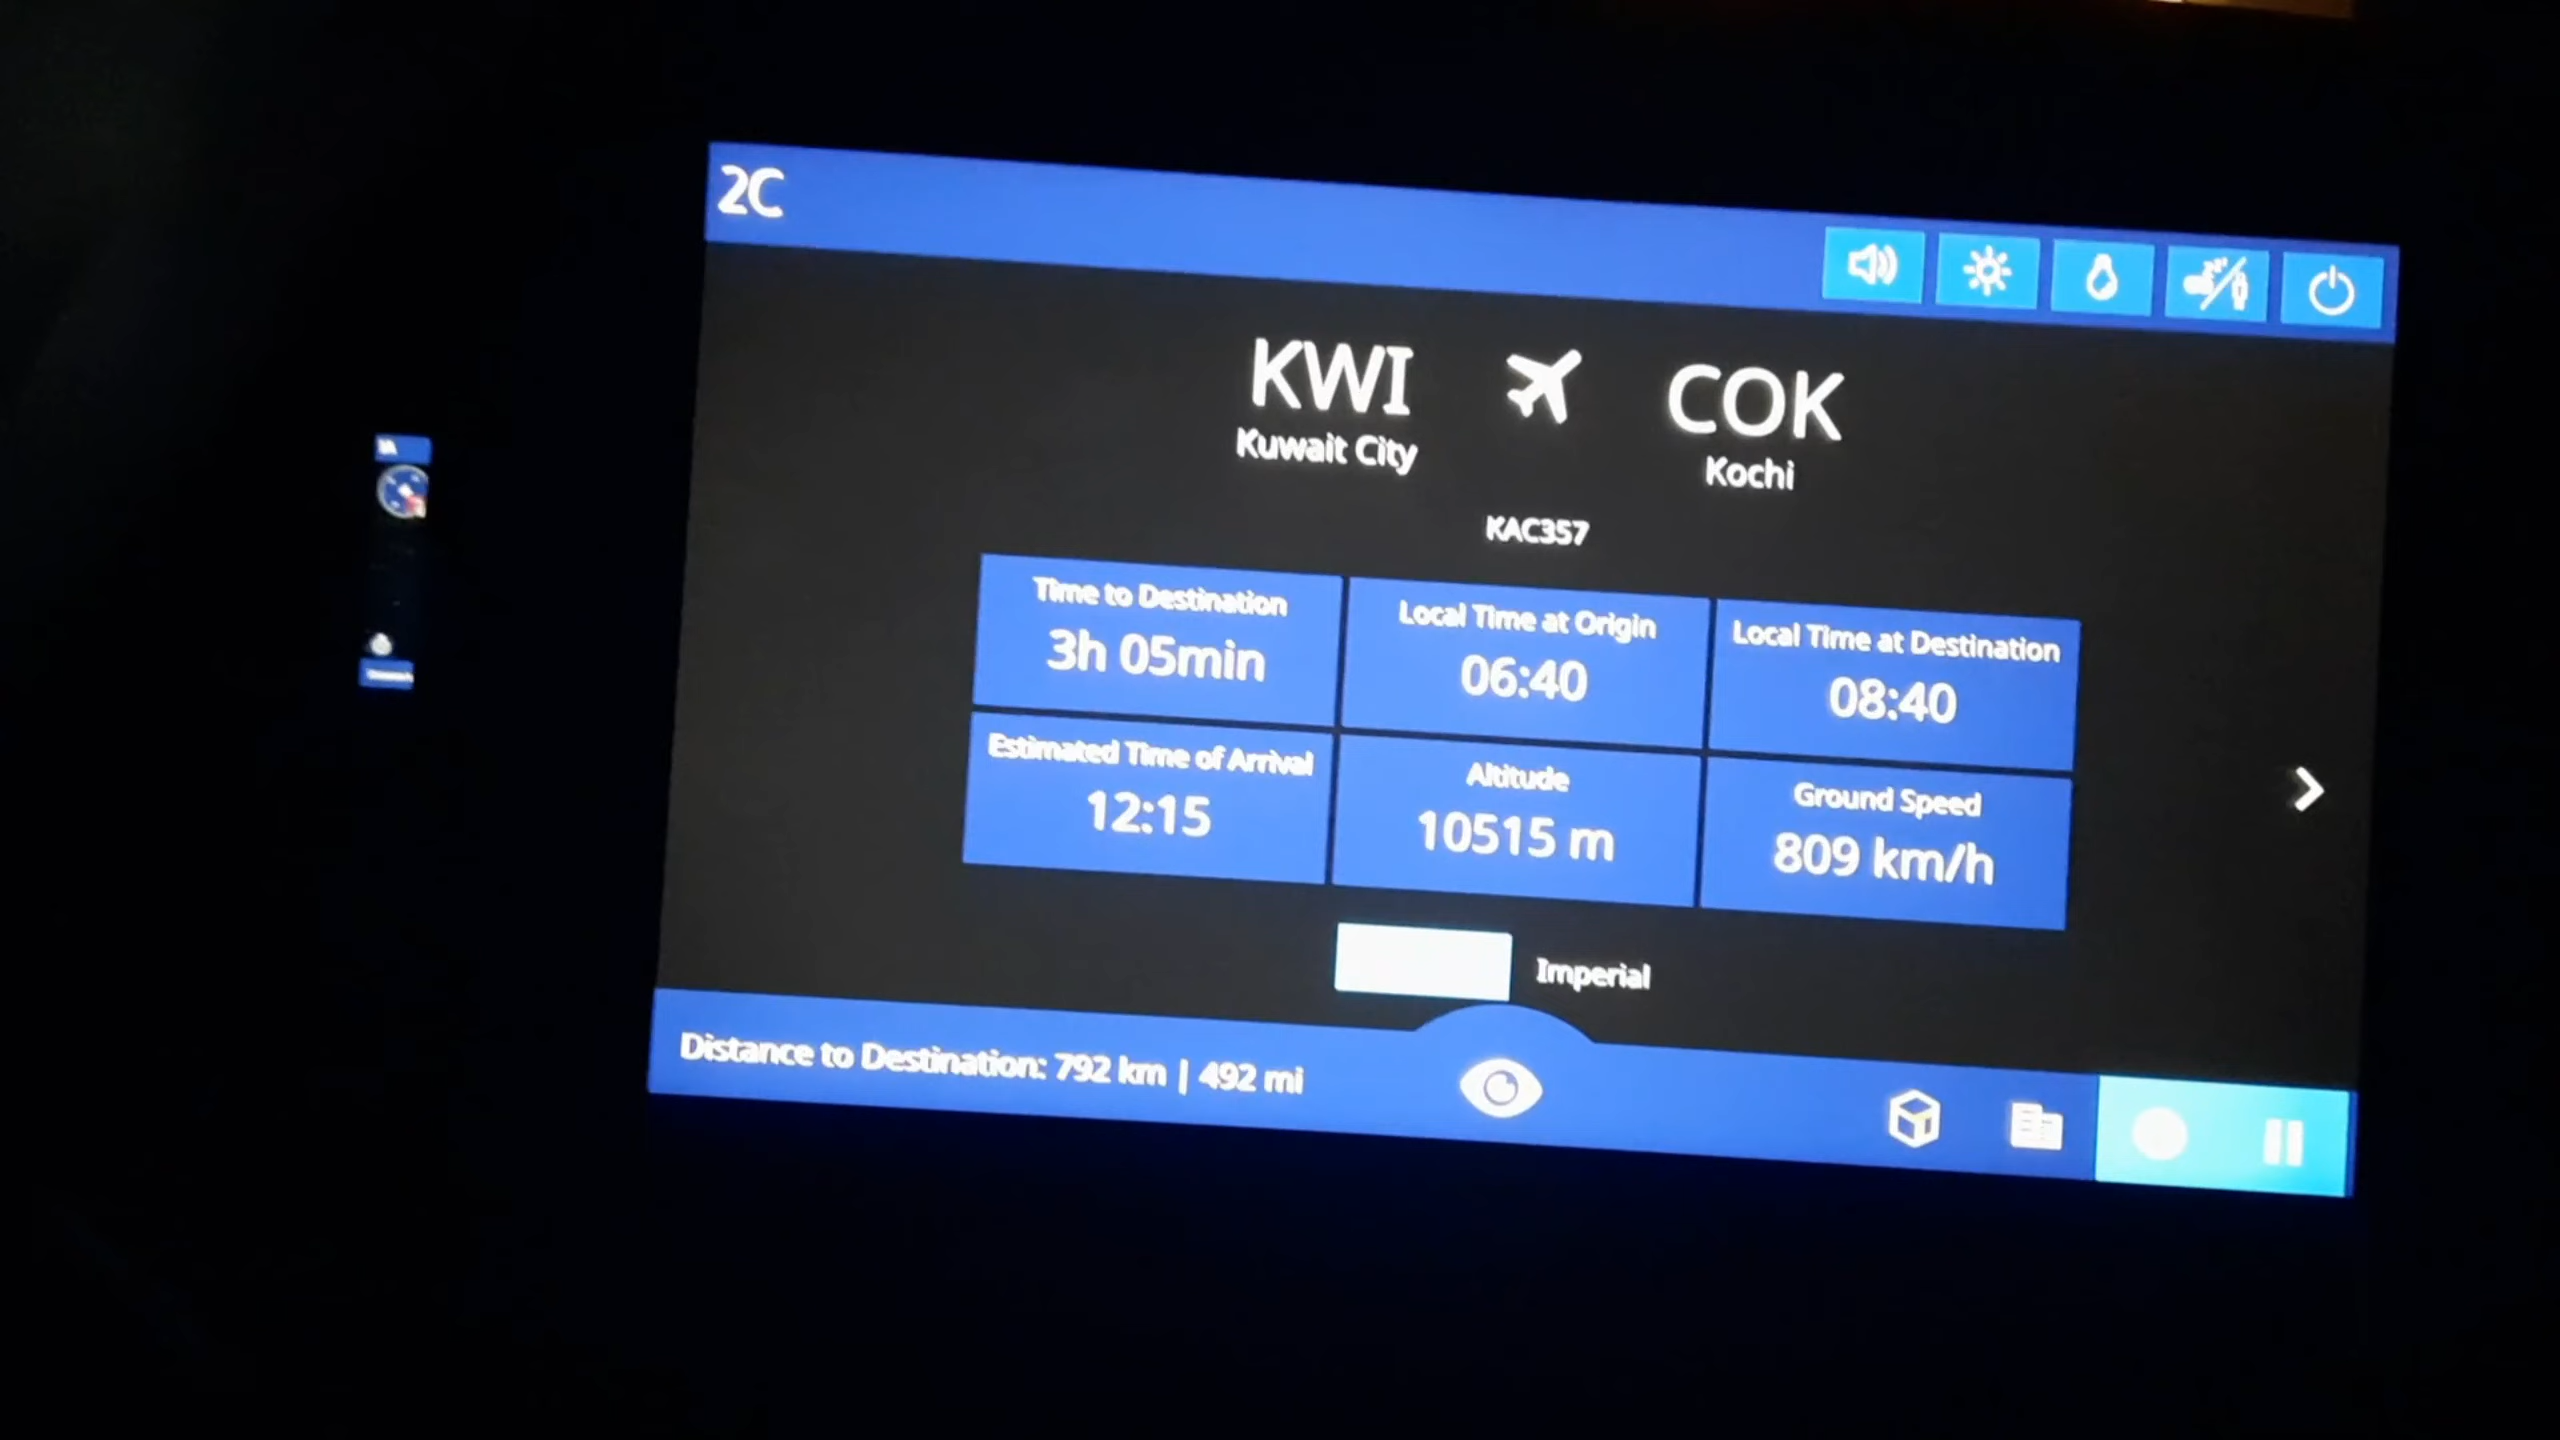 2C
KWI
Kuwait City
COK
Kochi
KAC357
Time to Destination
3h 05min
Local Time at Origin
06:40
Local Time at Destination
08:40
Estimated Time of Arrival
12:15
Altitude
10515 m
Ground Speed
809 km/h
Imperial
Distance to Destination: 792 km | 492 mi